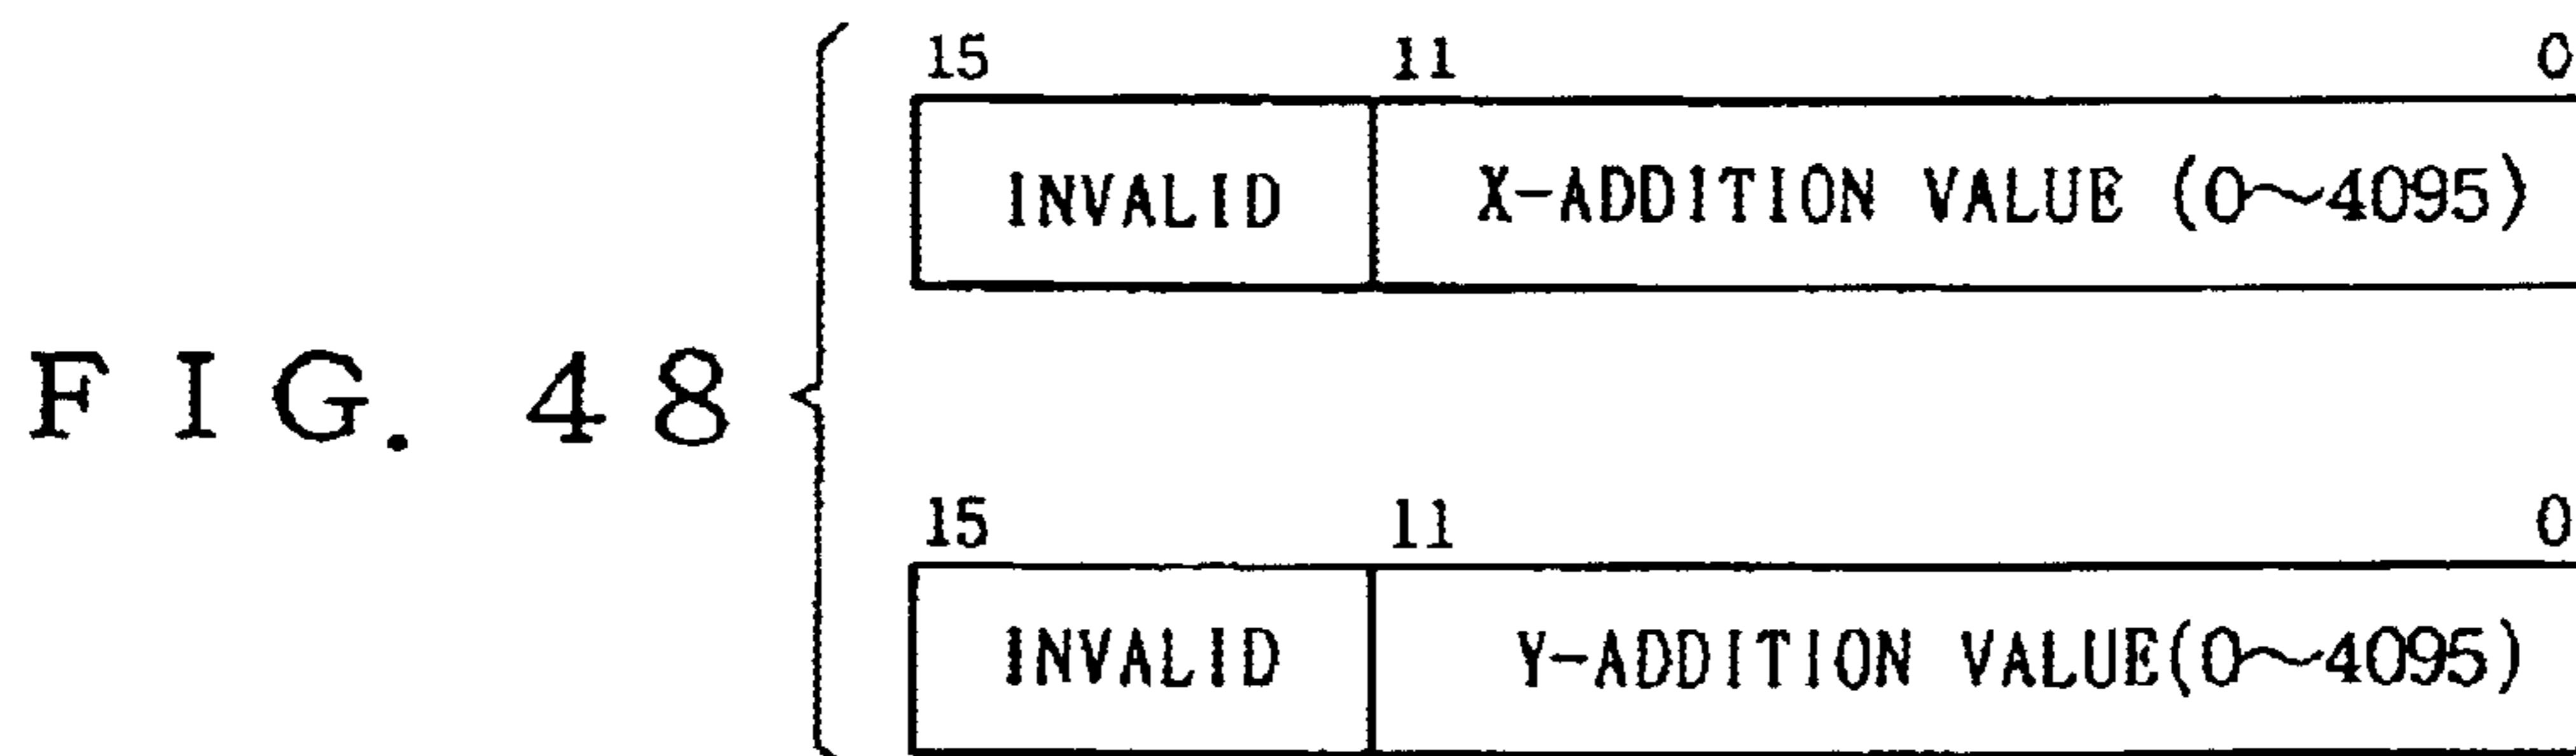 15 11 0
INVALID X-ADDITION VALUE (0~4095)
FIG. 48
15 11 0
INVALID Y-ADDITION VALUE(0~4095)